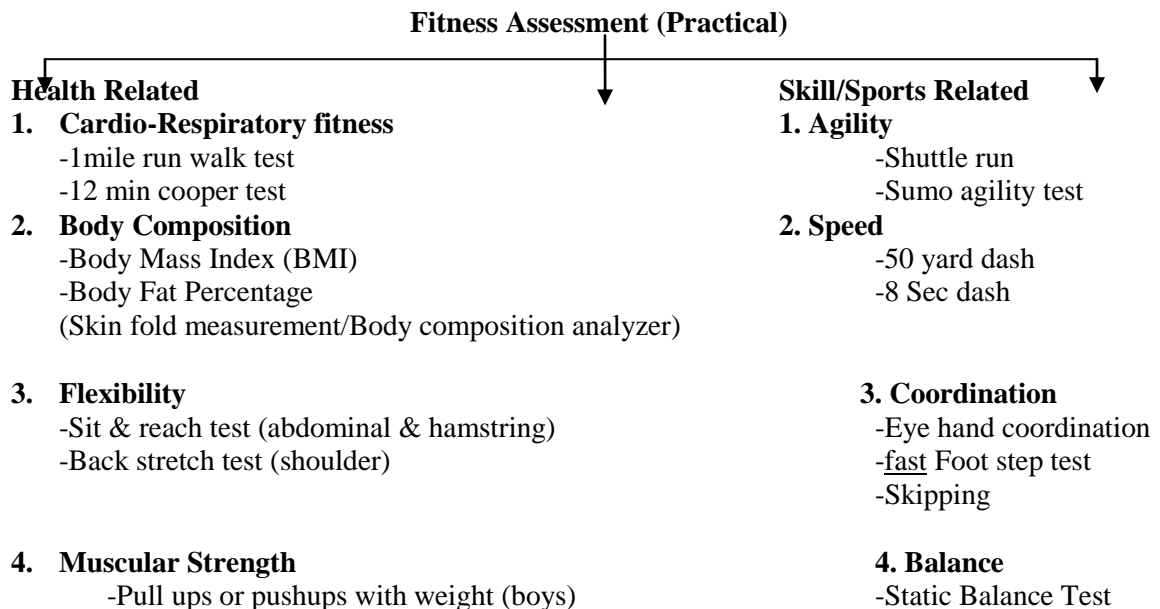 Fitness Assessment (Practical)
Health Related
1. Cardio-Respiratory fitness
-1mile run walk test
-12 min cooper test
2. Body Composition
-Body Mass Index (BMI)
-Body Fat Percentage
(Skin fold measurement/Body composition analyzer)
3. Flexibility
-Sit & reach test (abdominal & hamstring)
-Back stretch test (shoulder)
4. Muscular Strength
-Pull ups or pushups with weight (boys)
Skill/Sports Related
1. Agility
-Shuttle run
-Sumo agility test
2. Speed
-50 yard dash
-8 Sec dash
3. Coordination
-Eye hand coordination
-fast Foot step test
-Skipping
4. Balance
-Static Balance Test